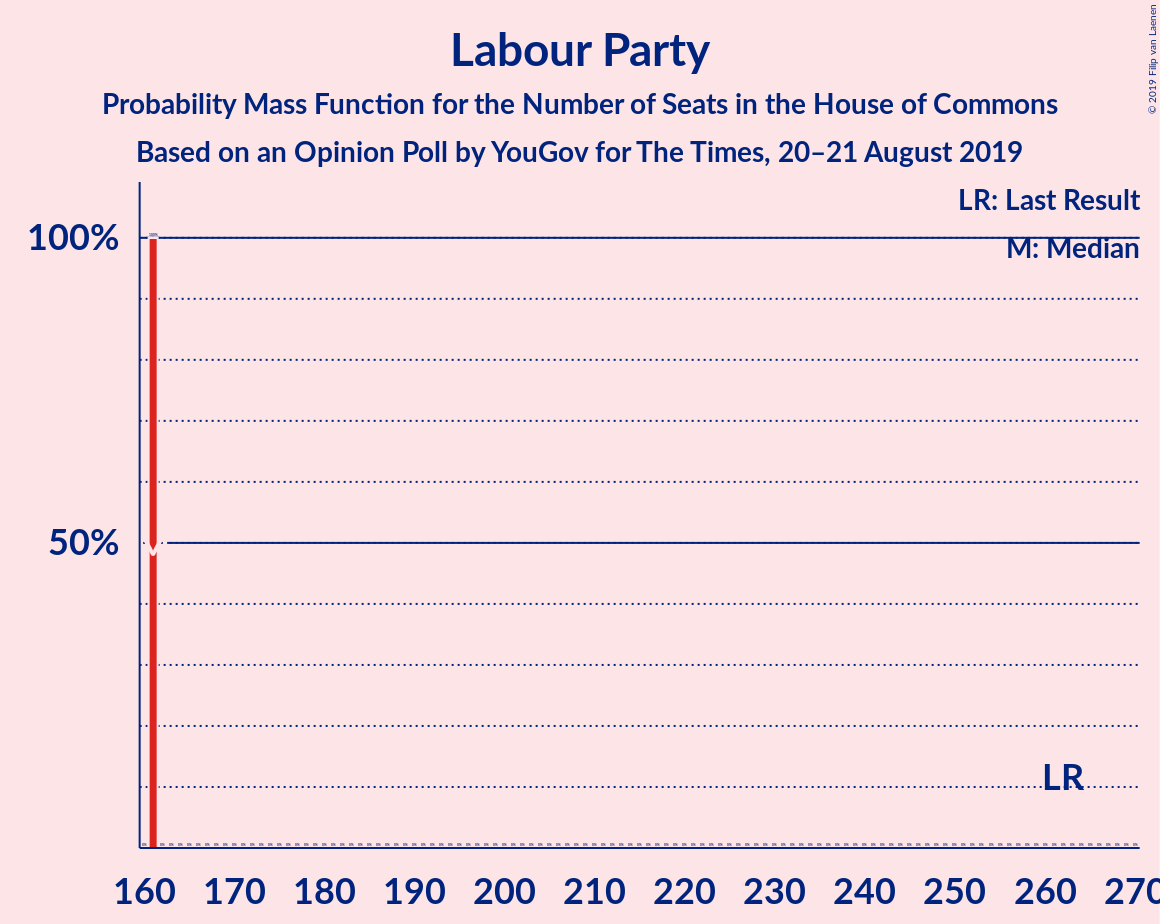 Labour Party
Probability Mass Function for the Number of Seats in the House of Commons
Based on an Opinion Poll by YouGov for The Times, 20–21 August 2019
© 2019 Filip van Laenen
LR: Last Result
M: Median
100%
50%
M
LR
160 170 180 190 200 210 220 230 240 250 260 270